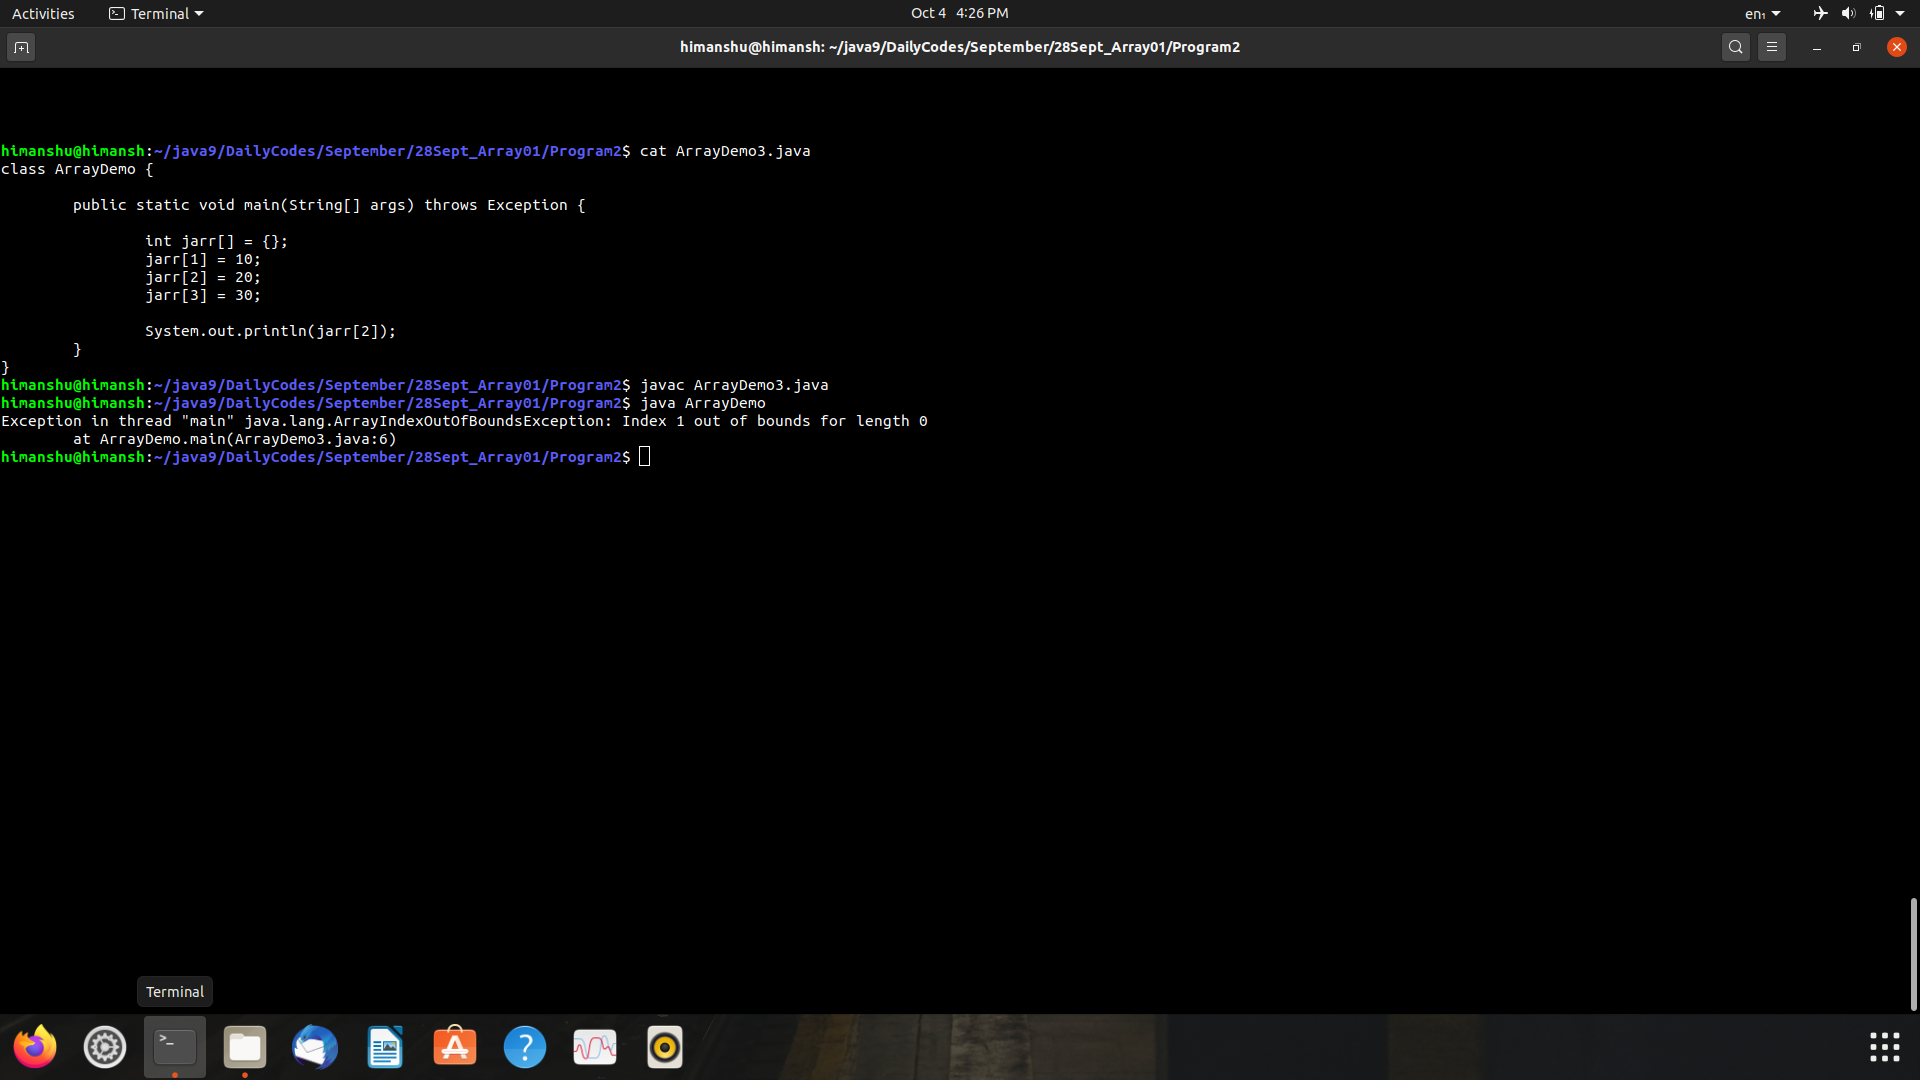 Activities Terminal Oct 4 4:26 PM en₁
himanshu@himansh: ~/java9/DailyCodes/September/28Sept_Array01/Program2
himanshu@himansh:~/java9/DailyCodes/September/28Sept_Array01/Program2$ cat ArrayDemo3.java
class ArrayDemo {
public static void main(String[] args) throws Exception {
int jarr[] = {};
jarr[1] = 10;
jarr[2] = 20;
jarr[3] = 30;
System.out.println(jarr[2]);
}
}
himanshu@himansh:~/java9/DailyCodes/September/28Sept_Array01/Program2$ javac ArrayDemo3.java
himanshu@himansh:~/java9/DailyCodes/September/28Sept_Array01/Program2$ java ArrayDemo
Exception in thread "main" java.lang.ArrayIndexOutOfBoundsException: Index 1 out of bounds for length 0
at ArrayDemo.main(ArrayDemo3.java:6)
himanshu@himansh:~/java9/DailyCodes/September/28Sept_Array01/Program2$
Terminal